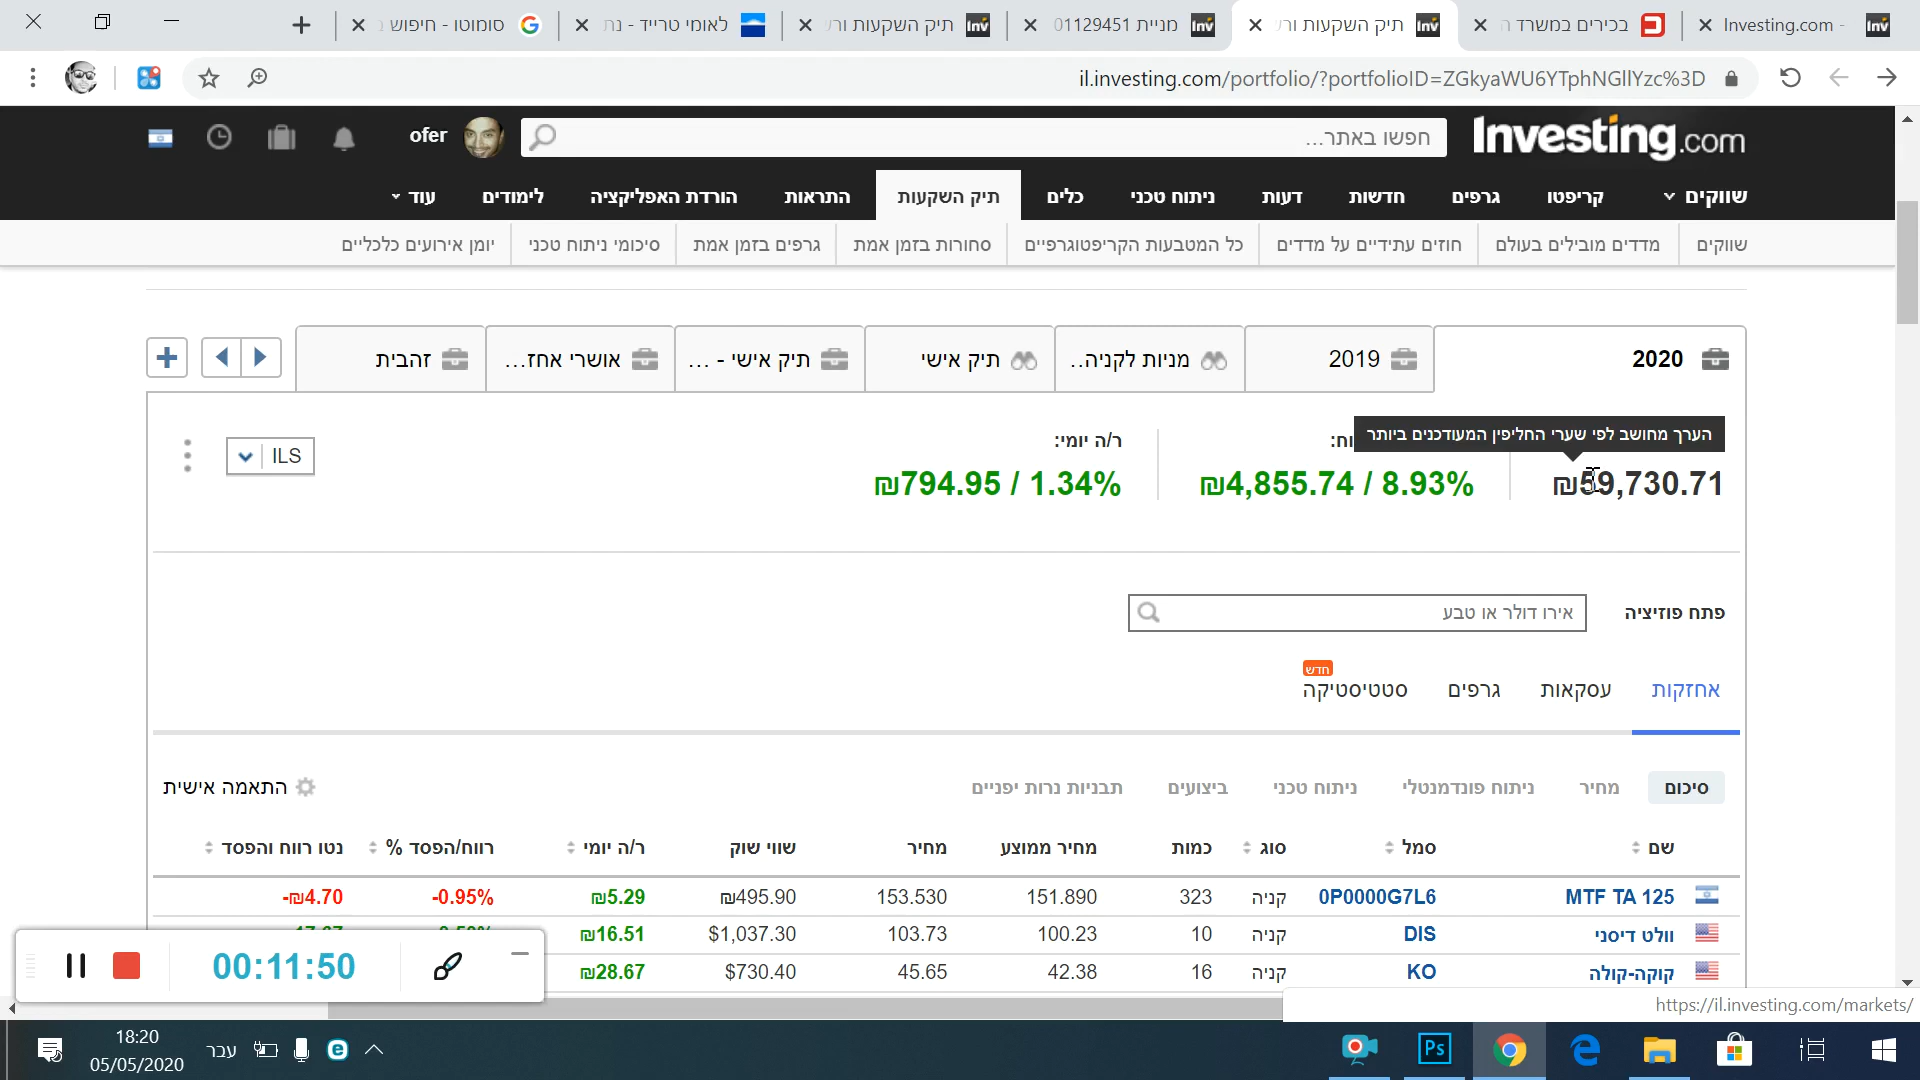 Investing.com -
בכירים במשרד ה
תיק השקעות ורש
מניית 01129451
תיק השקעות ורש
לאומי טרייד - נת
סומוטו - חיפוש ב
il.investing.com/portfolio/?portfolioID=ZGkyaWU6YTphNGllYzc%3D
Investing.com
חפשו באתר...
ofer
שווקים
קריפטו
גרפים
חדשות
דעות
ניתוח טכני
כלים
תיק השקעות
התראות
הורדת האפליקציה
לימודים
עוד
שווקים
מדדים מובילים בעולם
חוזים עתידיים על מדדים
כל המטבעות הקריפטוגרפיים
סחורות בזמן אמת
גרפים בזמן אמת
סיכומי ניתוח טכני
יומן אירועים כלכליים
2020
2019
מניות לקניה..
תיק אישי
תיק אישי - ...
אושרי אחז...
זהבית
הערך מחושב לפי שערי החליפין המעודכנים ביותר
וח:
ר/ה יומי:
ILS
₪59,730.71
₪4,855.74 / 8.93%
₪794.95 / 1.34%
פתח פוזיציה
אירו דולר או טבע
חדש
אחזקות
עסקאות
גרפים
סטטיסטיקה
סיכום
מחיר
ניתוח פונדמנטלי
ניתוח טכני
ביצועים
תבניות נרות יפניים
התאמה אישית
שם סמל סוג כמות מחיר ממוצע מחיר שווי שוק ר/ה יומי רווח/הפסד % נטו רווח והפסד
MTF TA 125 0P0000G7L6 קניה 323 151.890 153.530 ₪495.90 ₪5.29 -0.95% -₪4.70
וולט דיסני DIS קניה 10 100.23 103.73 $1,037.30 ₪16.51
קוקה-קולה KO קניה 16 42.38 45.65 $730.40 ₪28.67
00:11:50
https://il.investing.com/markets/
18:20
05/05/2020
עבר
Ps